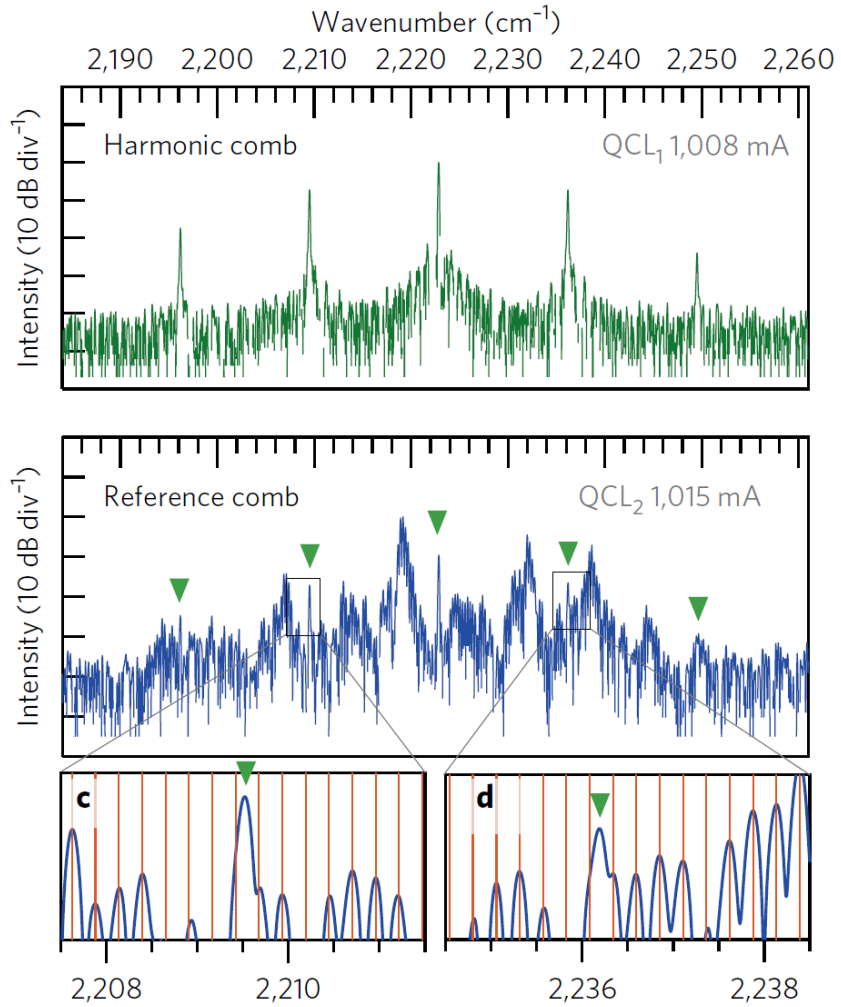 Wavenumber (cm⁻¹)
2,190 2,200 2,210 2,220 2,230 2,240 2,250 2,260
Intensity (10 dB div⁻¹)
Harmonic comb
QCL₁ 1,008 mA
Intensity (10 dB div⁻¹)
Reference comb
QCL₂ 1,015 mA
c
d
2,208 2,210 2,236 2,238